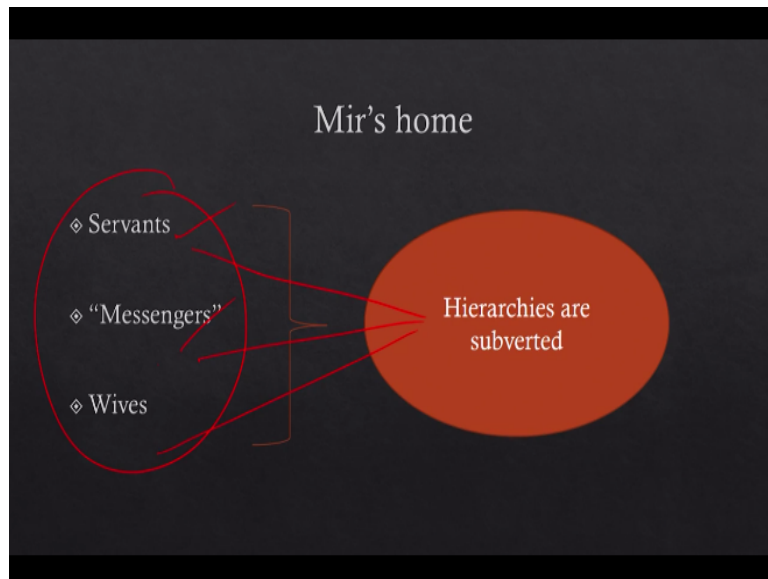 Mir's home
Servants
"Messengers"
Wives
Hierarchies are
subverted